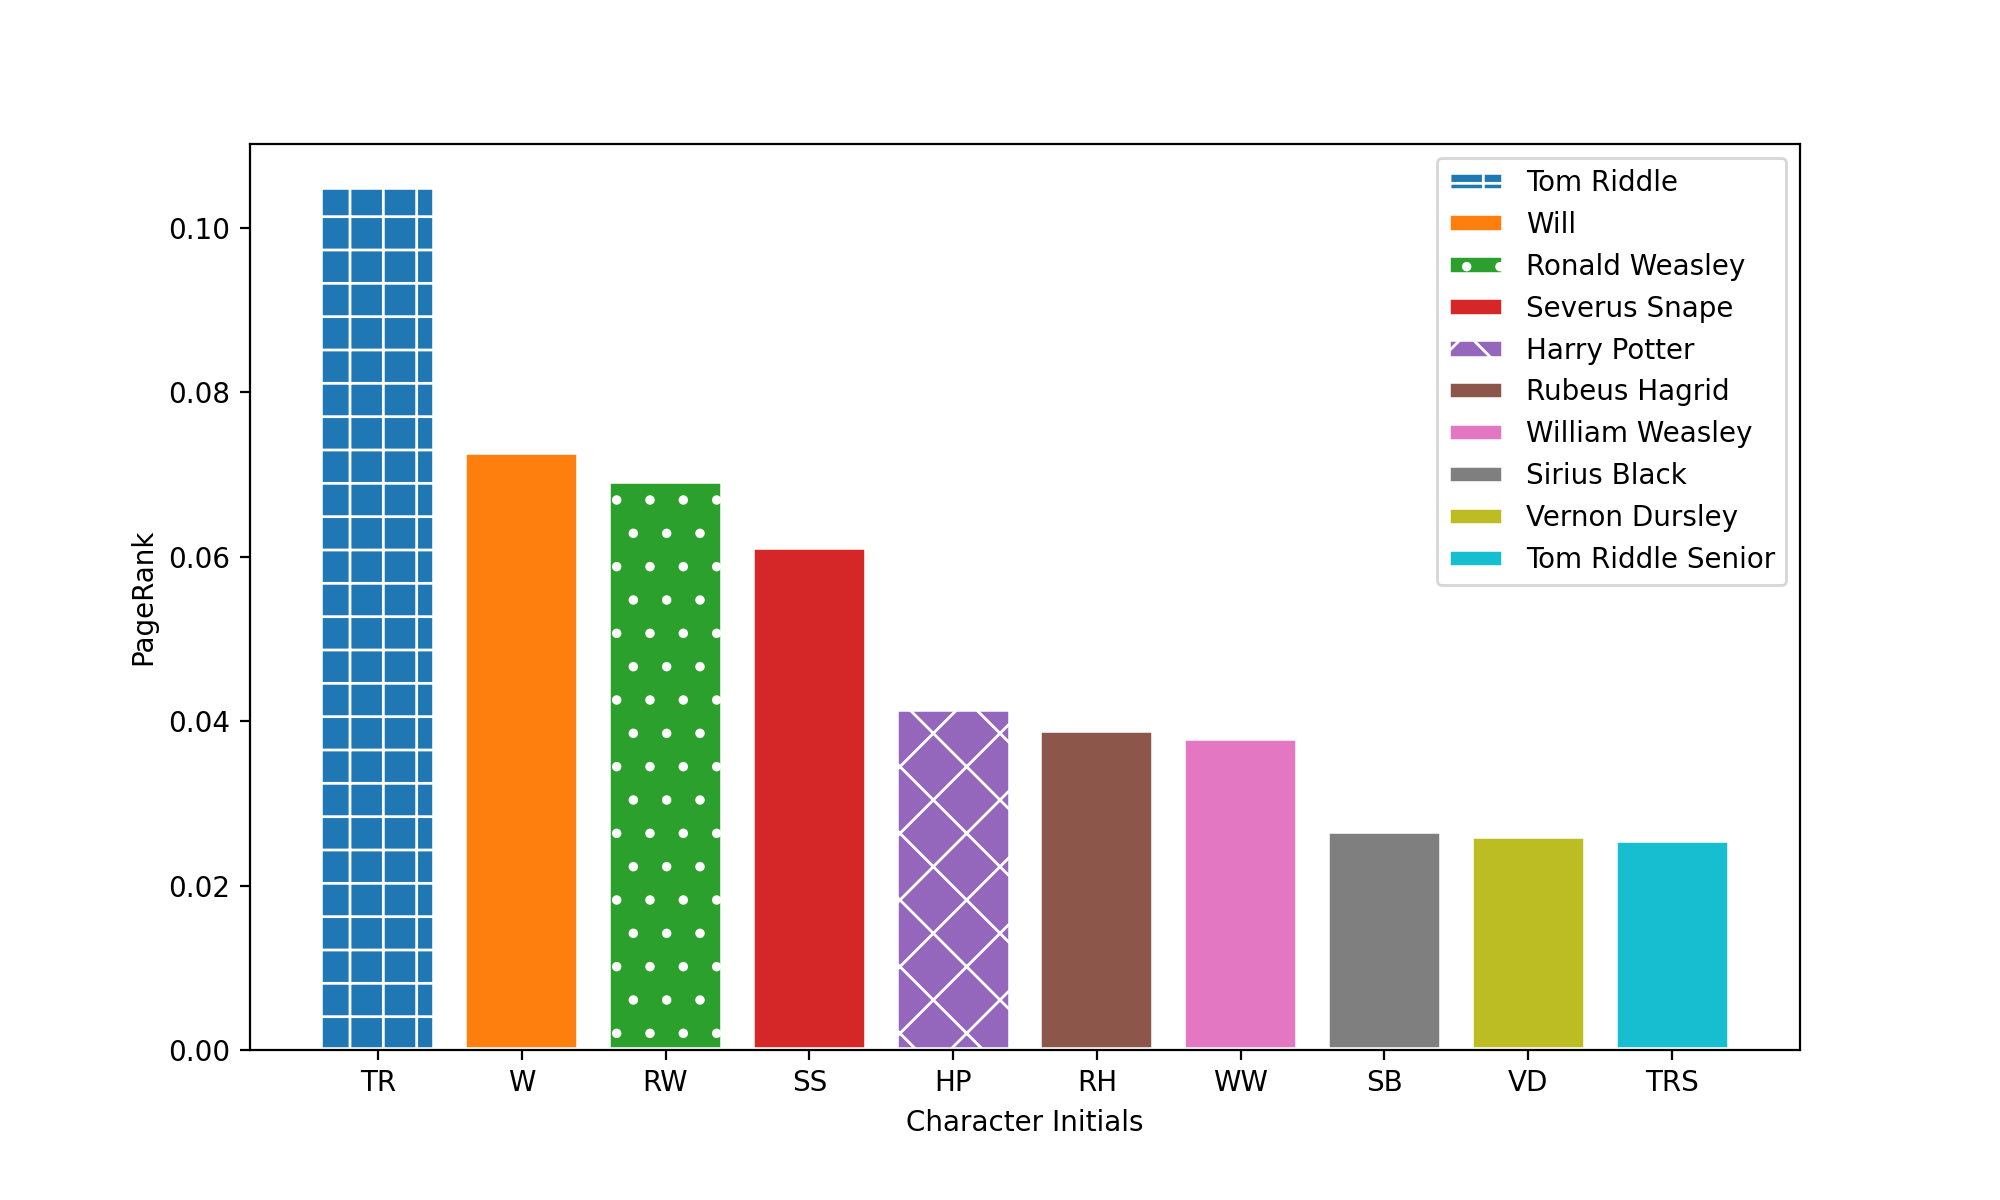 0.10
0.08
0.06
0.04
0.02
0.00
PageRank
TR W RW SS HP RH WW SB VD TRS
Character Initials
Tom Riddle
Will
Ronald Weasley
Severus Snape
Harry Potter
Rubeus Hagrid
William Weasley
Sirius Black
Vernon Dursley
Tom Riddle Senior